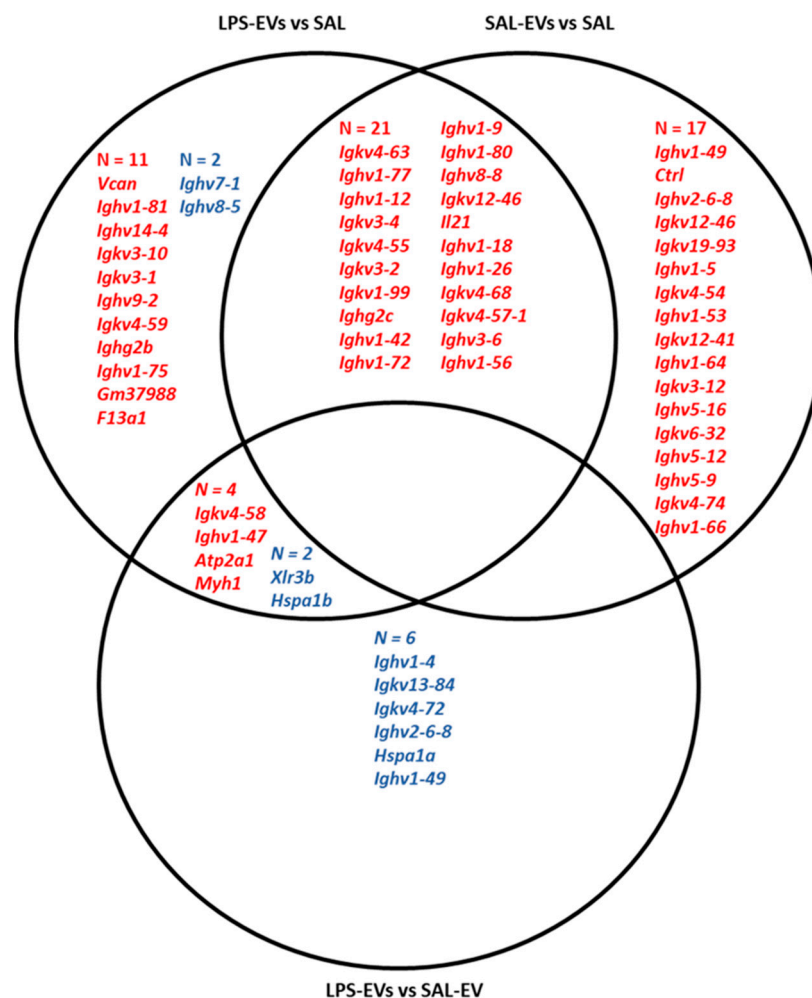 LPS-EVs vs SAL
SAL-EVs vs SAL
N = 11
Vcan
Ighv1-81
Ighv14-4
Igkv3-10
Igkv3-1
Ighv9-2
Igkv4-59
Ighg2b
Ighv1-75
Gm37988
F13a1
N = 2
Ighv7-1
Ighv8-5
N = 21
Igkv4-63
Ighv1-77
Ighv1-12
Igkv3-4
Igkv4-55
Igkv3-2
Igkv1-99
Ighg2c
Ighv1-42
Ighv1-72
Ighv1-9
Ighv1-80
Ighv8-8
Igkv12-46
Il21
Ighv1-18
Ighv1-26
Igkv4-68
Igkv4-57-1
Ighv3-6
Ighv1-56
N = 17
Ighv1-49
Ctrl
Ighv2-6-8
Igkv12-46
Igkv19-93
Ighv1-5
Igkv4-54
Ighv1-53
Igkv12-41
Ighv1-64
Igkv3-12
Ighv5-16
Igkv6-32
Ighv5-12
Ighv5-9
Igkv4-74
Ighv1-66
N = 4
Igkv4-58
Ighv1-47
Atp2a1
Myh1
N = 2
Xlr3b
Hspa1b
N = 6
Ighv1-4
Igkv13-84
Igkv4-72
Ighv2-6-8
Hspa1a
Ighv1-49
LPS-EVs vs SAL-EV